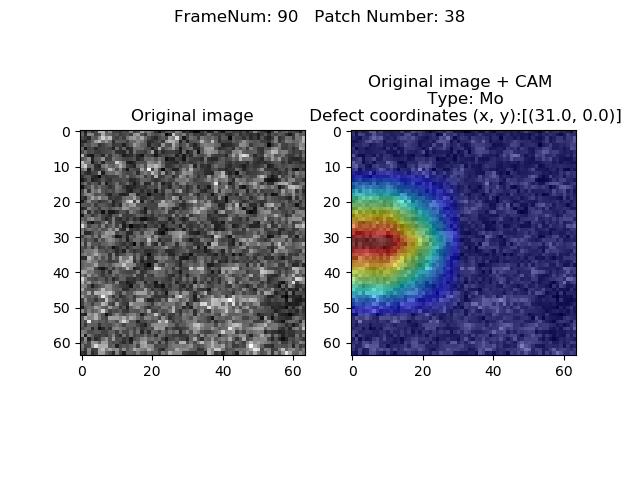 FrameNum: 90   Patch Number: 38
Original image
Original image + CAM
Type: Mo
Defect coordinates (x, y):[(31.0, 0.0)]
0
10
20
30
40
50
60
0 20 40 60
0
10
20
30
40
50
60
0 20 40 60